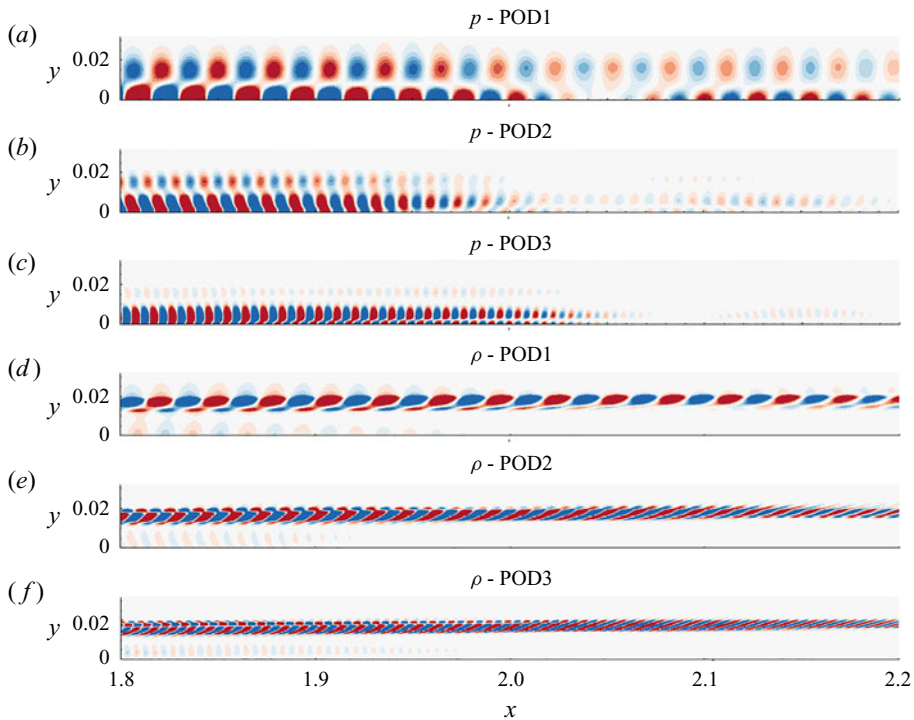 p - POD1
(a)
y
0.02
0
p - POD2
(b)
y
0.02
0
p - POD3
(c)
y
0.02
0
ρ - POD1
(d)
y
0.02
0
ρ - POD2
(e)
y
0.02
0
ρ - POD3
(f)
y
0.02
0
1.8 1.9 2.0 2.1 2.2
x